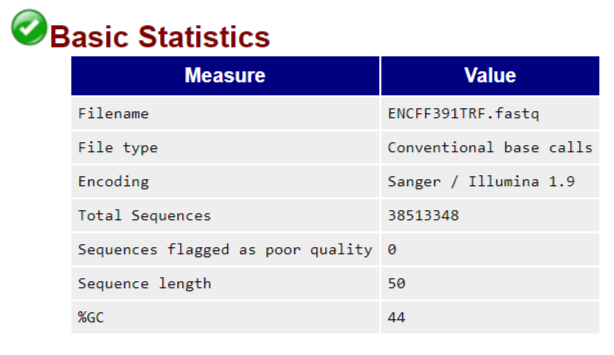 Basic Statistics
Measure Value
Filename ENCFF391TRF.fastq
File type Conventional base calls
Encoding Sanger / Illumina 1.9
Total Sequences 38513348
Sequences flagged as poor quality 0
Sequence length 50
%GC 44